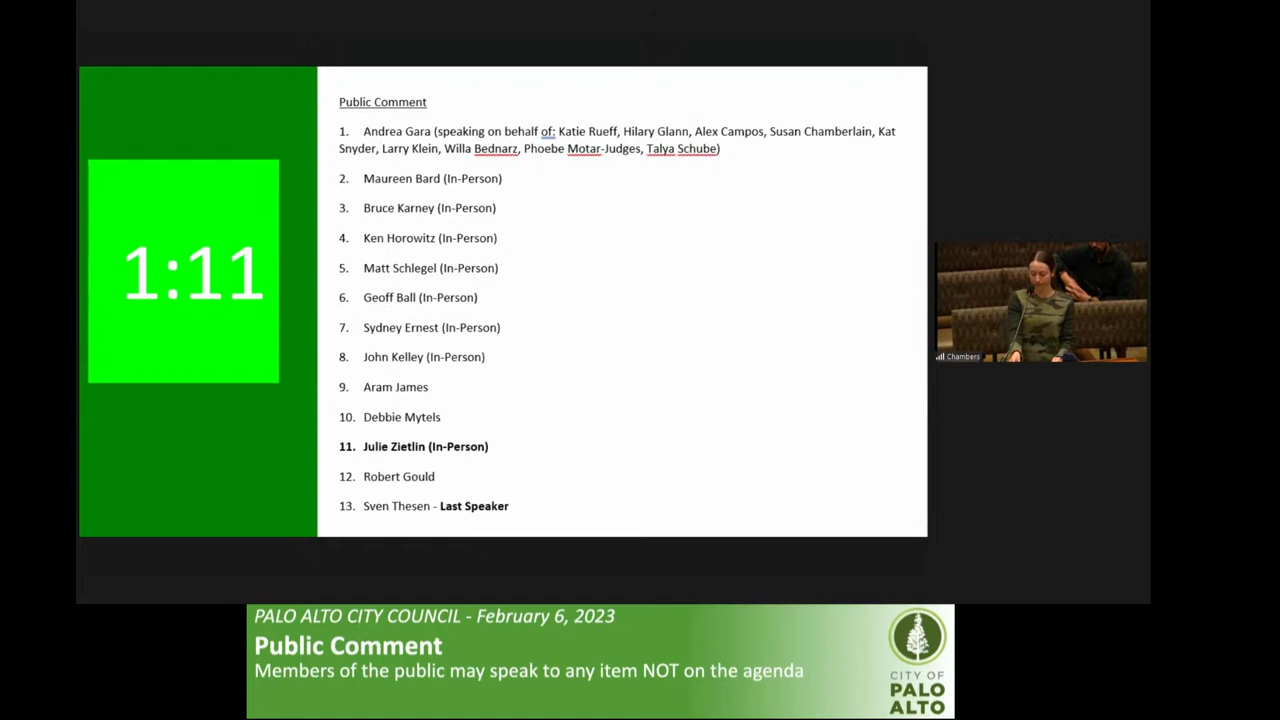 Public Comment
1. Andrea Gara (speaking on behalf of: Katie Rueff, Hilary Glann, Alex Campos, Susan Chamberlain, Kat
Snyder, Larry Klein, Willa Bednarz, Phoebe Motar-Judges, Talya Schube)
2. Maureen Bard (In-Person)
3. Bruce Karney (In-Person)
4. Ken Horowitz (In-Person)
5. Matt Schlegel (In-Person)
6. Geoff Ball (In-Person)
7. Sydney Ernest (In-Person)
8. John Kelley (In-Person)
9. Aram James
10. Debbie Mytels
11. Julie Zietlin (In-Person)
12. Robert Gould
13. Sven Thesen - Last Speaker
1:11
Chambers
PALO ALTO CITY COUNCIL - February 6, 2023
Public Comment
Members of the public may speak to any item NOT on the agenda
CITY OF
PALO
ALTO